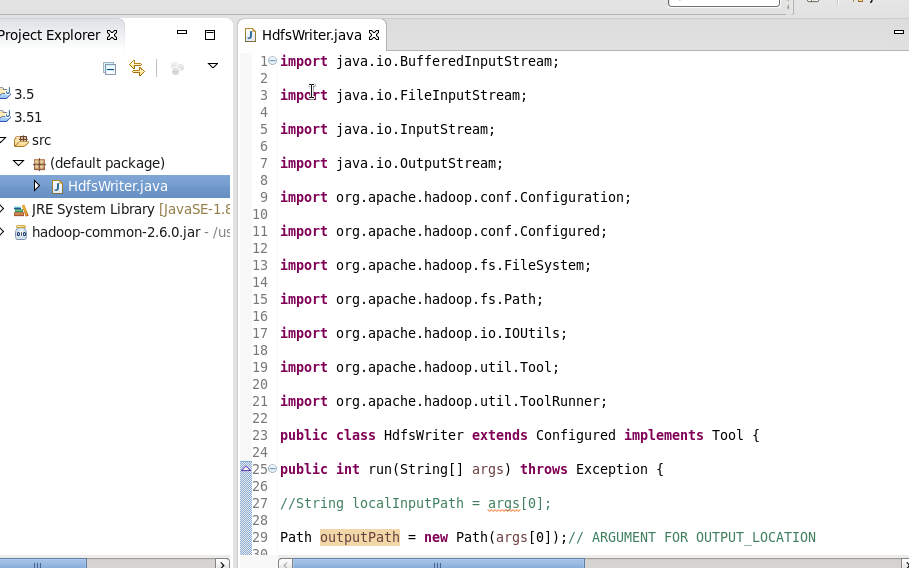 Project Explorer
HdfsWriter.java
3.5
3.51
src
(default package)
HdfsWriter.java
JRE System Library [JavaSE-1.8
hadoop-common-2.6.0.jar - /us
1 import java.io.BufferedInputStream;
2
3 import java.io.FileInputStream;
4
5 import java.io.InputStream;
6
7 import java.io.OutputStream;
8
9 import org.apache.hadoop.conf.Configuration;
10
11 import org.apache.hadoop.conf.Configured;
12
13 import org.apache.hadoop.fs.FileSystem;
14
15 import org.apache.hadoop.fs.Path;
16
17 import org.apache.hadoop.io.IOUtils;
18
19 import org.apache.hadoop.util.Tool;
20
21 import org.apache.hadoop.util.ToolRunner;
22
23 public class HdfsWriter extends Configured implements Tool {
24
25 public int run(String[] args) throws Exception {
26
27 //String localInputPath = args[0];
28
29 Path outputPath = new Path(args[0]);// ARGUMENT FOR OUTPUT_LOCATION
30